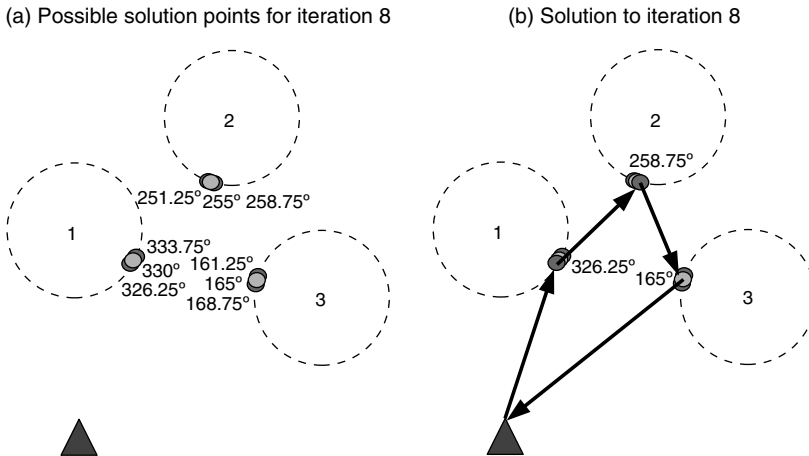 (a) Possible solution points for iteration 8
2
251.25º 255º 258.75º
1
333.75º
330º
326.25º
161.25º
165º
168.75º
3
(b) Solution to iteration 8
2
258.75º
1
326.25º
165º
3